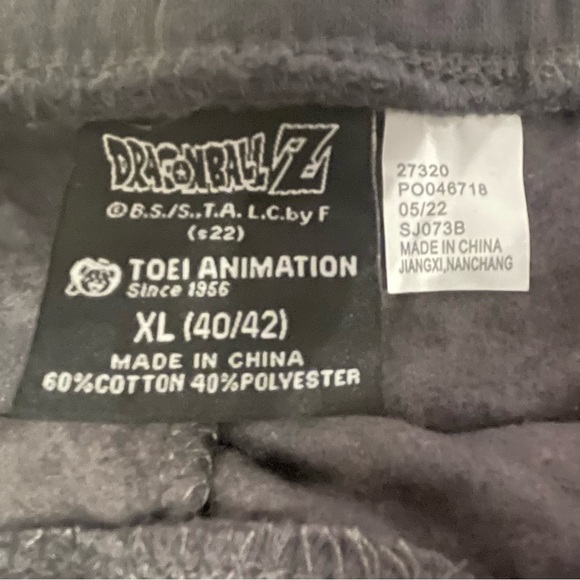 DRAGONBALL Z
©B.S./S.,T.A. L.C.by F
(s22)
TOEI ANIMATION
Since 1956
XL (40/42)
MADE IN CHINA
60%COTTON 40%POLYESTER
27320
PO046718
05/22
SJ073B
MADE IN CHINA
JIANGXI,NANCHANG